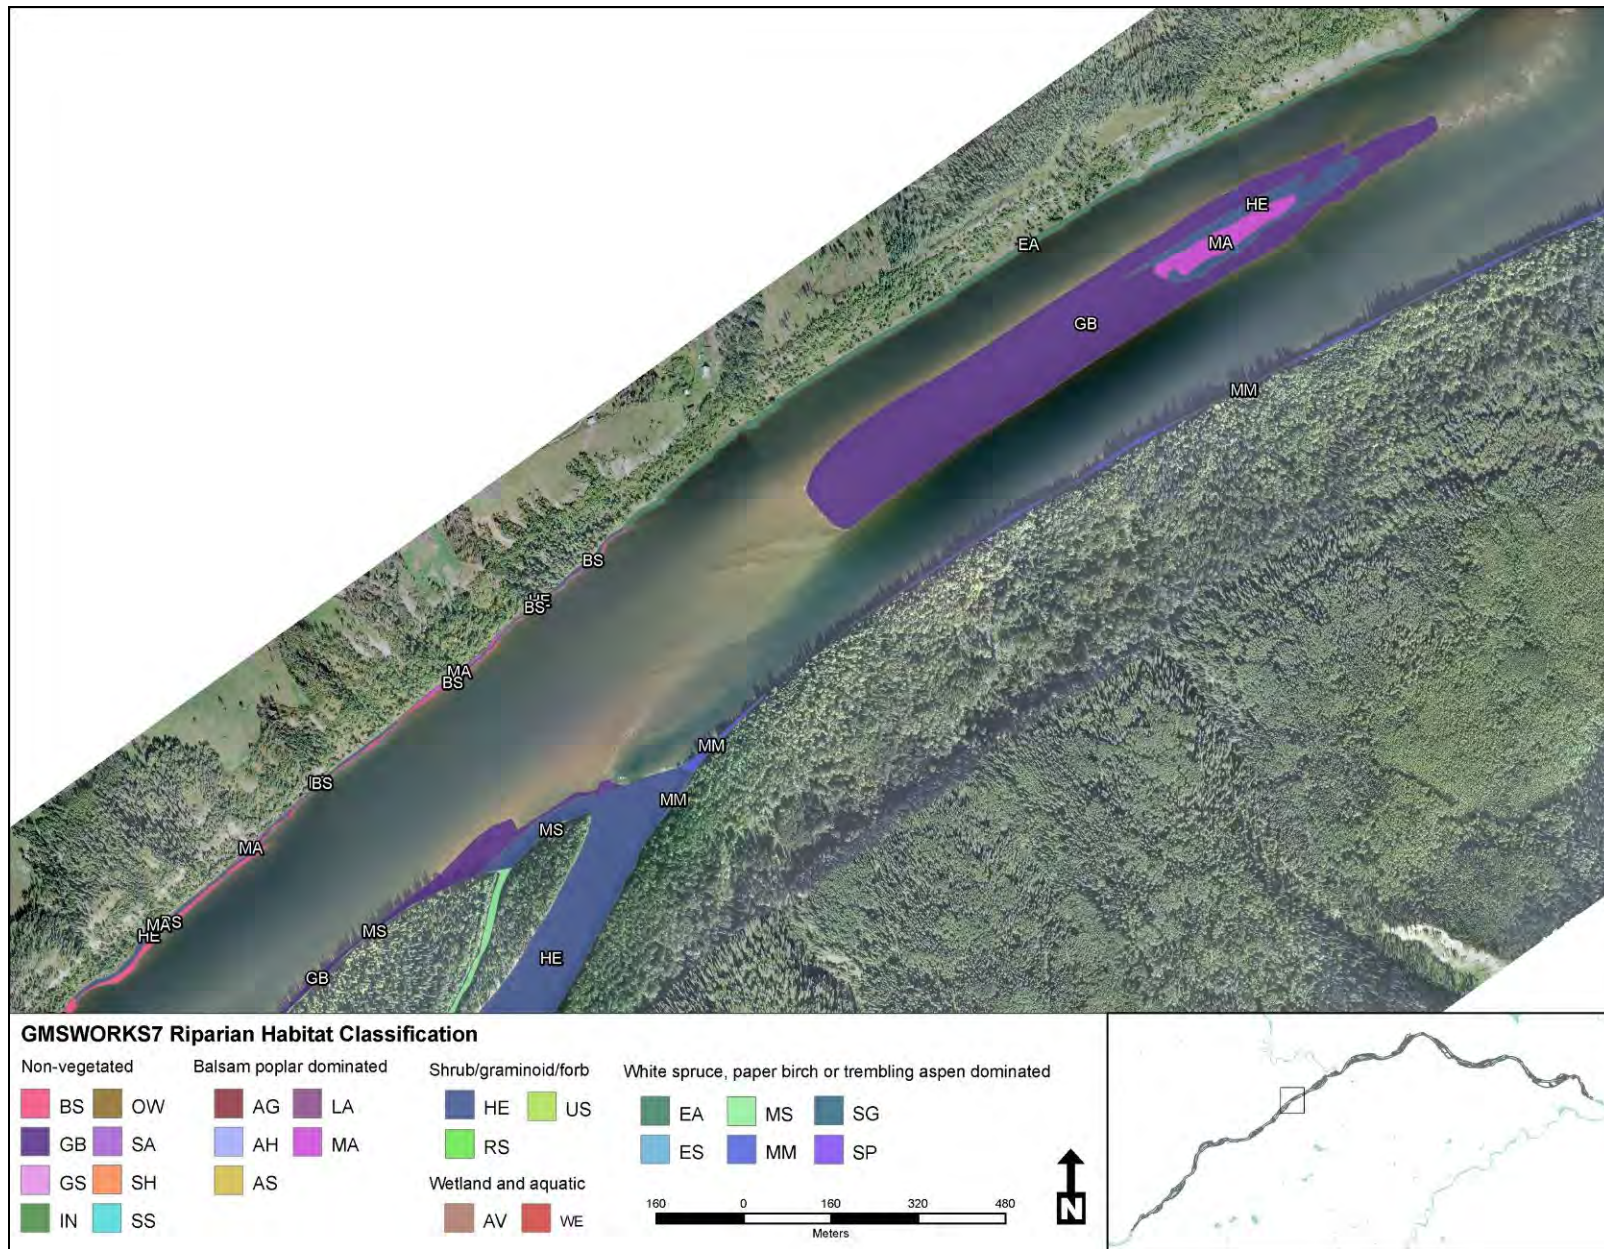 HE
EA
MA
GB
MM
BS
HE
BS
MA
BS
MM
BS
MM
MS
MA
MA
HE
MS
HE
GB
GMSWORKS7 Riparian Habitat Classification
Non-vegetated
Balsam poplar dominated
Shrub/graminoid/forb
White spruce, paper birch or trembling aspen dominated
BS OW AG LA HE US EA MS SG
GB SA AH MA RS ES MM SP
GS SH AS Wetland and aquatic
IN SS AV WE
160 0 160 320 480
Meters
N